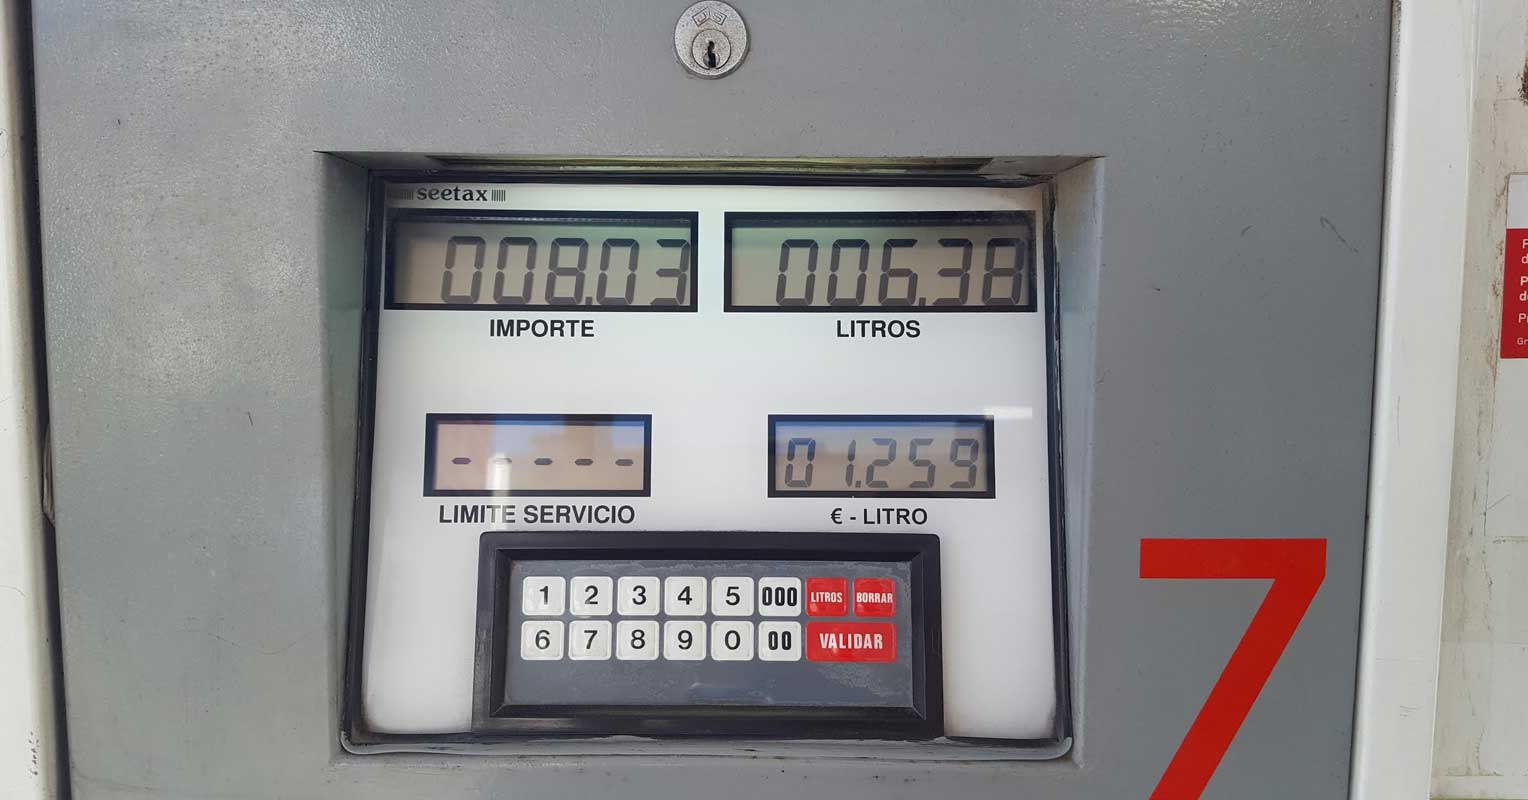 seetax
008.03 006.38
IMPORTE LITROS
----- 01.259
LIMITE SERVICIO € - LITRO
1 2 3 4 5 000 LITROS BORRAR
6 7 8 9 0 00 VALIDAR
7